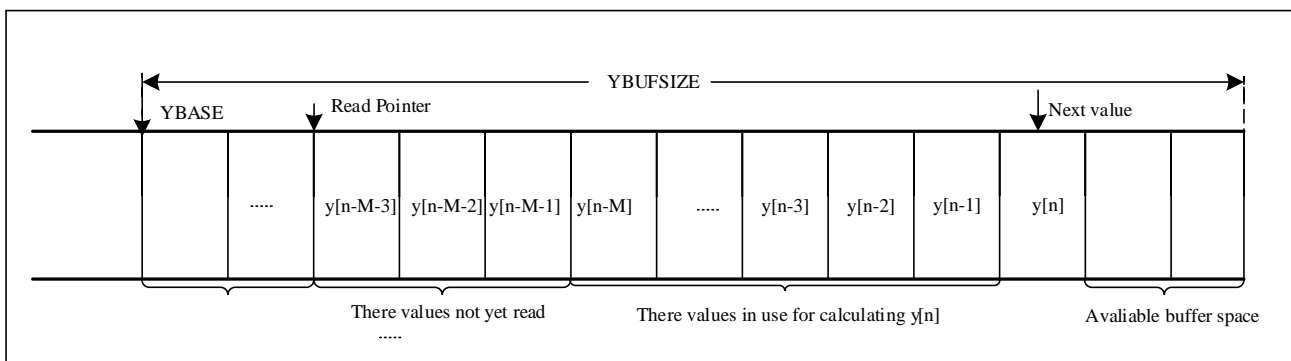 YBUFSIZE
YBASE
Read Pointer
Next value
..... y[n-M-3] y[n-M-2] y[n-M-1] y[n-M] ..... y[n-3] y[n-2] y[n-1] y[n]
There values not yet read
.....
There values in use for calculating y[n]
Avaliable buffer space